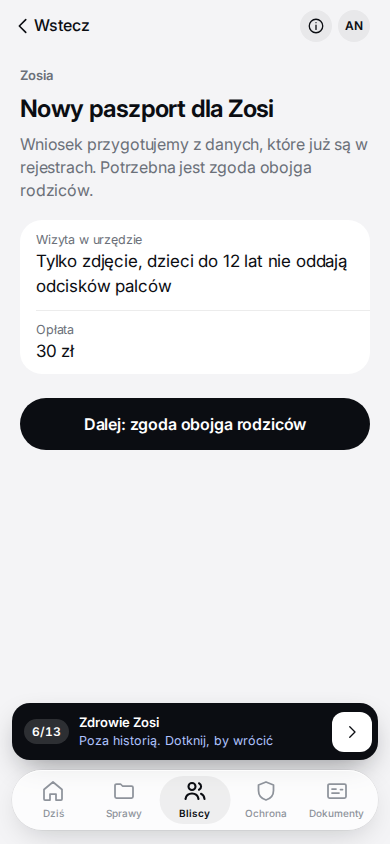 Wstecz
AN
Zosia
Nowy paszport dla Zosi
Wniosek przygotujemy z danych, które już są w
rejestrach. Potrzebna jest zgoda obojga
rodziców.
Wizyta w urzędzie
Tylko zdjęcie, dzieci do 12 lat nie oddają
odcisków palców
Opłata
30 zł
Dalej: zgoda obojga rodziców
6/13
Zdrowie Zosi
Poza historią. Dotknij, by wrócić
Dziś
Sprawy
Bliscy
Ochrona
Dokumenty